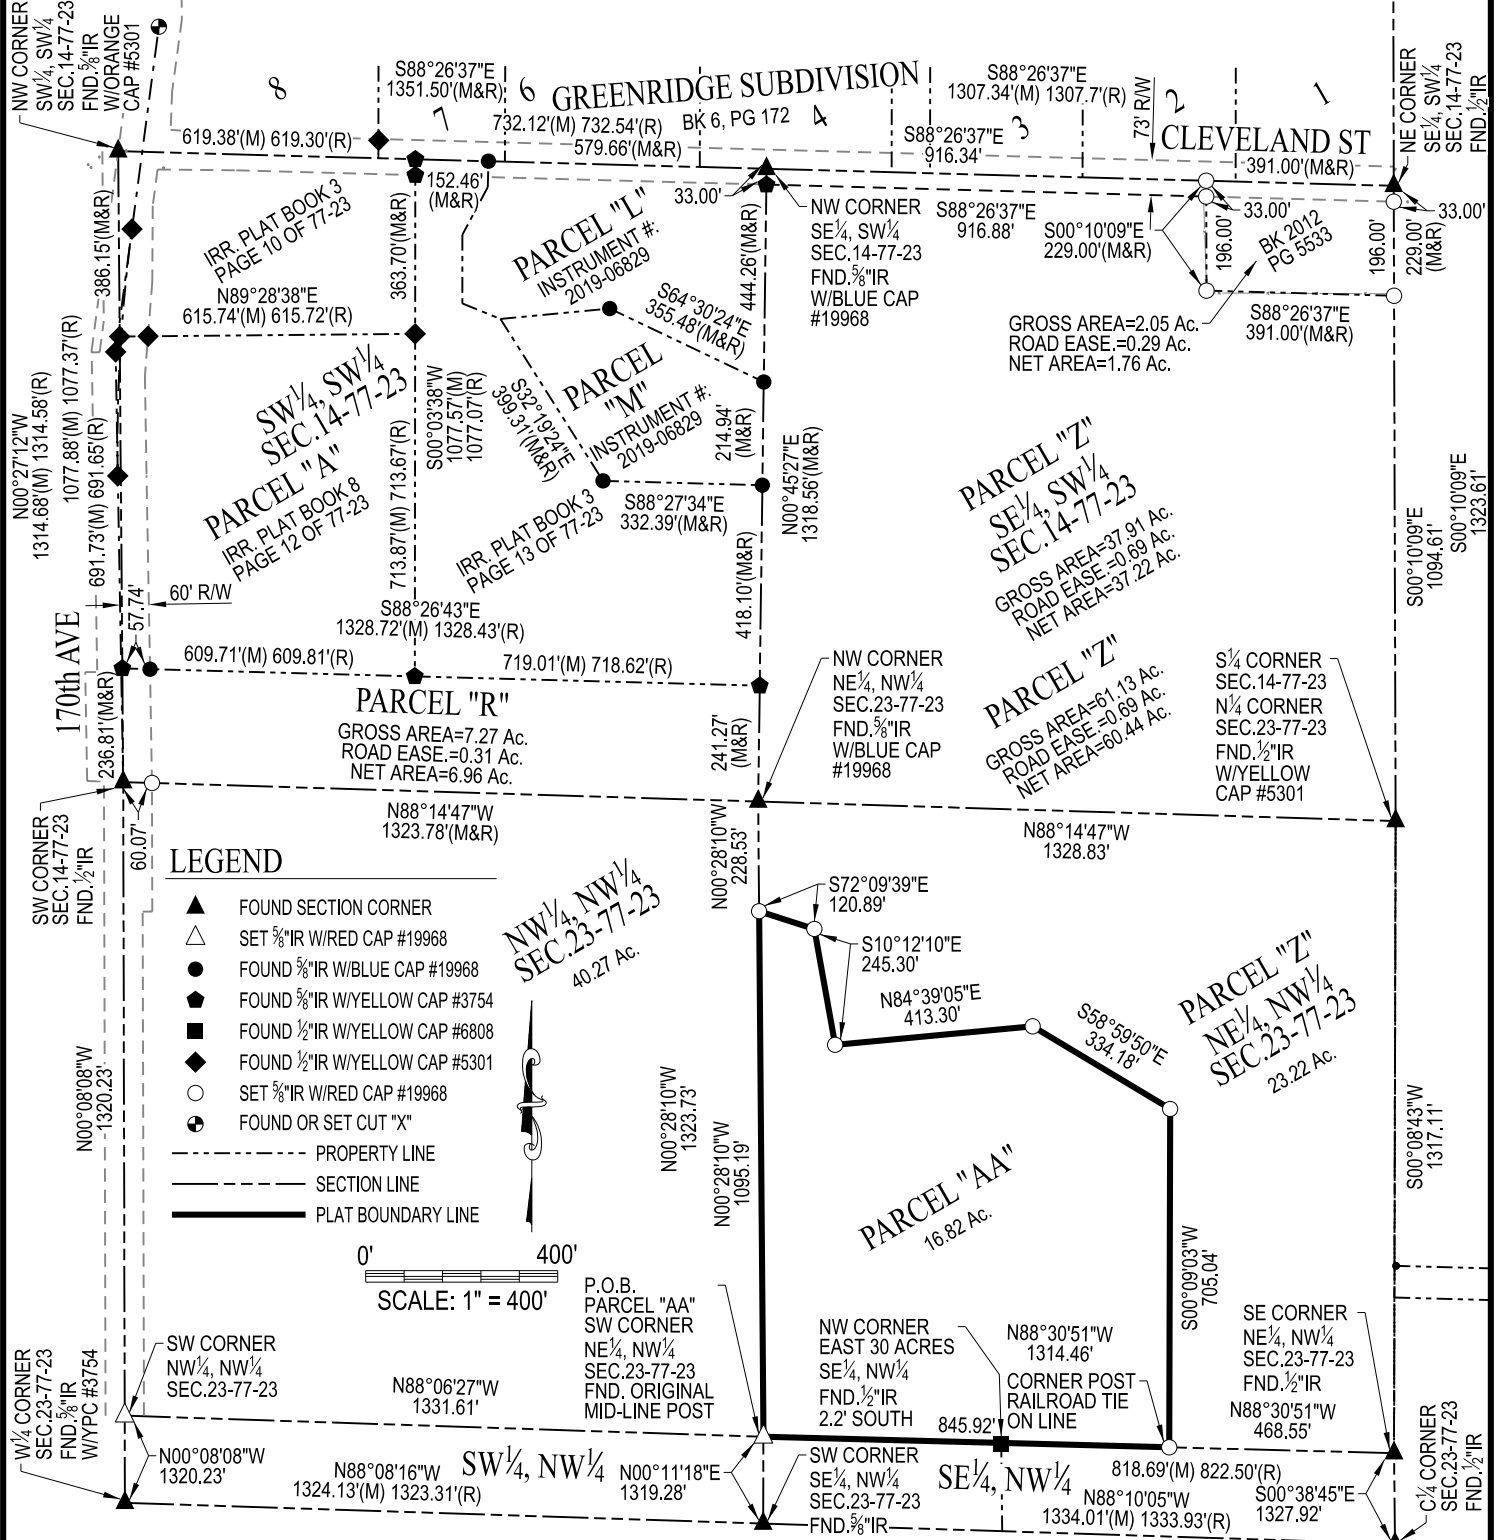 NW CORNER
SW¼, SW¼
SEC.14-77-23
FND.⅝"IR
W/ORANGE
CAP #5301
8
S88°26'37"E
1351.50'(M&R)
7
6
GREENRIDGE SUBDIVISION
BK 6, PG 172
4
S88°26'37"E
1307.34'(M) 1307.7'(R)
3
73' R/W
2
1
CLEVELAND ST
NE CORNER
SE¼, SW¼
SEC.14-77-23
FND.½"IR
619.38'(M) 619.30'(R)
732.12'(M) 732.54'(R)
579.66'(M&R)
S88°26'37"E
916.34'
391.00'(M&R)
152.46'
(M&R)
33.00'
NW CORNER
SE¼, SW¼
SEC.14-77-23
FND.⅝"IR
W/BLUE CAP
#19968
S88°26'37"E
916.88'
S00°10'09"E
229.00'(M&R)
33.00'
196.00'
BK 2012
PG 5533
196.00'
33.00'
229.00'
(M&R)
S88°26'37"E
391.00'(M&R)
GROSS AREA=2.05 Ac.
ROAD EASE.=0.29 Ac.
NET AREA=1.76 Ac.
386.15'(M&R)
IRR. PLAT BOOK 3
PAGE 10 OF 77-23
N89°28'38"E
615.74'(M) 615.72'(R)
363.70'(M&R)
PARCEL "L"
INSTRUMENT #:
2019-06829
444.26'(M&R)
S64°30'24"E
355.48'(M&R)
N00°27'12"W
1314.68'(M) 1314.58'(R)
1077.88'(M) 1077.37'(R)
691.73'(M) 691.65'(R)
SW¼, SW¼
SEC.14-77-23
PARCEL "A"
IRR. PLAT BOOK 8
PAGE 12 OF 77-23
713.87'(M) 713.67'(R)
S00°03'38"W
1077.57'(M)
1077.07'(R)
S32°19'24"E
399.31'(M&R)
PARCEL
"M"
INSTRUMENT #:
2019-06829
214.94'
(M&R)
S88°27'34"E
332.39'(M&R)
IRR. PLAT BOOK 3
PAGE 13 OF 77-23
N00°45'27"E
1318.56'(M&R)
418.10'(M&R)
PARCEL "Z"
SE¼, SW¼
SEC.14-77-23
GROSS AREA=37.91 Ac.
ROAD EASE.=0.69 Ac.
NET AREA=37.22 Ac.
S00°10'09"E
1094.61'
S00°10'09"E
1323.61'
57.74'
60' R/W
S88°26'43"E
1328.72'(M) 1328.43'(R)
609.71'(M) 609.81'(R)
719.01'(M) 718.62'(R)
170th AVE
236.81'(M&R)
PARCEL "R"
GROSS AREA=7.27 Ac.
ROAD EASE.=0.31 Ac.
NET AREA=6.96 Ac.
241.27'
(M&R)
NW CORNER
NE¼, NW¼
SEC.23-77-23
FND.⅝"IR
W/BLUE CAP
#19968
PARCEL "Z"
GROSS AREA=61.13 Ac.
ROAD EASE.=0.69 Ac.
NET AREA=60.44 Ac.
S¼ CORNER
SEC.14-77-23
N¼ CORNER
SEC.23-77-23
FND.½"IR
W/YELLOW
CAP #5301
SW CORNER
SEC.14-77-23
FND.½"IR
60.07'
N88°14'47"W
1323.78'(M&R)
N00°28'10"W
228.53'
N88°14'47"W
1328.83'
LEGEND
FOUND SECTION CORNER
SET ⅝"IR W/RED CAP #19968
FOUND ⅝"IR W/BLUE CAP #19968
FOUND ⅝"IR W/YELLOW CAP #3754
FOUND ½"IR W/YELLOW CAP #6808
FOUND ½"IR W/YELLOW CAP #5301
SET ⅝"IR W/RED CAP #19968
FOUND OR SET CUT "X"
PROPERTY LINE
SECTION LINE
PLAT BOUNDARY LINE
NW¼, NW¼
SEC.23-77-23
40.27 Ac.
S72°09'39"E
120.89'
S10°12'10"E
245.30'
N84°39'05"E
413.30'
S58°59'50"E
334.18'
PARCEL "Z"
NE¼, NW¼
SEC.23-77-23
23.22 Ac.
N00°08'08"W
1320.23'
N00°28'10"W
1323.73'
N00°28'10"W
1095.19'
PARCEL "AA"
16.82 Ac.
S00°09'03"W
705.04'
S00°08'43"W
1317.11'
0'
400'
SCALE: 1" = 400'
P.O.B.
PARCEL "AA"
SW CORNER
NE¼, NW¼
SEC.23-77-23
FND. ORIGINAL
MID-LINE POST
NW CORNER
EAST 30 ACRES
SE¼, NW¼
FND.½"IR
2.2' SOUTH
N88°30'51"W
1314.46'
CORNER POST
RAILROAD TIE
ON LINE
845.92'
SE CORNER
NE¼, NW¼
SEC.23-77-23
FND.½"IR
N88°30'51"W
468.55'
W¼ CORNER
SEC.23-77-23
FND.⅝"IR
W/YPC #3754
SW CORNER
NW¼, NW¼
SEC.23-77-23
N88°06'27"W
1331.61'
N00°08'08"W
1320.23'
N88°08'16"W
1324.13'(M) 1323.31'(R)
SW¼, NW¼
N00°11'18"E
1319.28'
SW CORNER
SE¼, NW¼
SEC.23-77-23
FND.⅝"IR
SE¼, NW¼
818.69'(M) 822.50'(R)
N88°10'05"W
1334.01'(M) 1333.93'(R)
S00°38'45"E
1327.92'
C¼ CORNER
SEC.23-77-23
FND.½"IR